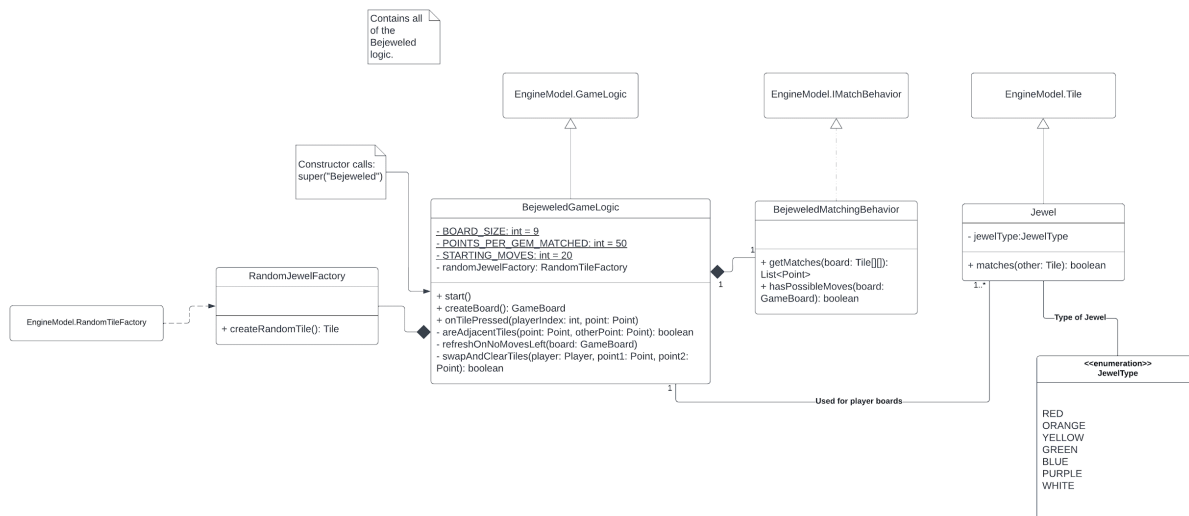 Contains all
of the
Bejeweled
logic.
EngineModel.GameLogic
EngineModel.IMatchBehavior
EngineModel.Tile
Constructor calls:
super("Bejeweled")
BejeweledGameLogic
- BOARD_SIZE: int = 9
- POINTS_PER_GEM_MATCHED: int = 50
- STARTING_MOVES: int = 20
- randomJewelFactory: RandomTileFactory
+ start()
+ createBoard(): GameBoard
+ onTilePressed(playerIndex: int, point: Point)
- areAdjacentTiles(point: Point, otherPoint: Point): boolean
- refreshOnNoMovesLeft(board: GameBoard)
- swapAndClearTiles(player: Player, point1: Point, point2:
Point): boolean
BejeweledMatchingBehavior
+ getMatches(board: Tile[][]):
List<Point>
+ hasPossibleMoves(board:
GameBoard): boolean
1
1
Jewel
- jewelType:JewelType
+ matches(other: Tile): boolean
1..*
RandomJewelFactory
+ createRandomTile(): Tile
EngineModel.RandomTileFactory
Type of Jewel
1
Used for player boards
<<enumeration>>
JewelType
RED
ORANGE
YELLOW
GREEN
BLUE
PURPLE
WHITE